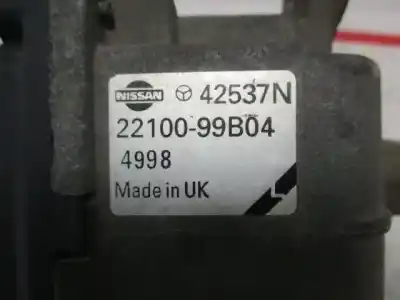 NISSAN 42537N
22100-99B04
4998
Made in UK
L